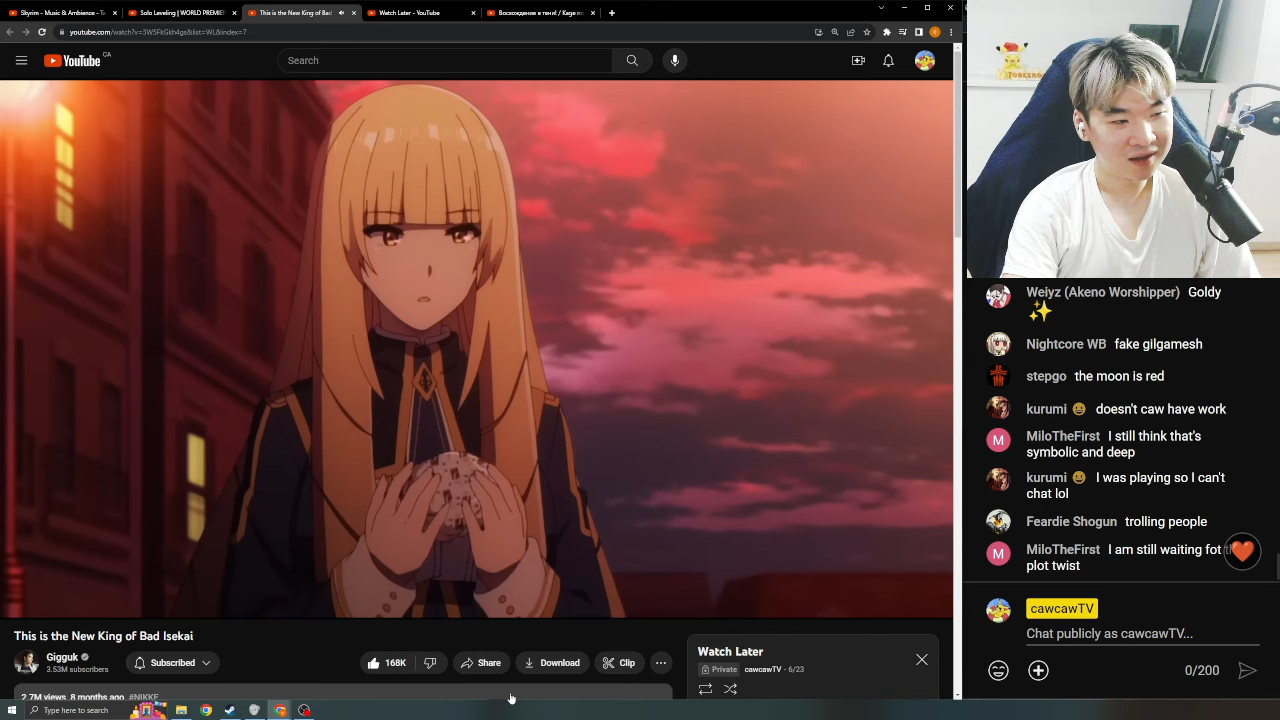 Skyrim - Music & Ambience - Tw
Solo Leveling | WORLD PREMIE
This is the New King of Bad
Watch Later - YouTube
Восхождение в тени! / Kage
youtube.com/watch?v=3W5FkGkh4gs&list=WL&index=7
YouTube CA
Search
TOBCEROS
Weiyz (Akeno Worshipper) Goldy
Nightcore WB fake gilgamesh
stepgo the moon is red
kurumi doesn't caw have work
MiloTheFirst I still think that's
symbolic and deep
kurumi I was playing so I can't
chat lol
Feardie Shogun trolling people
MiloTheFirst I am still waiting fot
plot twist
cawcawTV
Chat publicly as cawcawTV...
0/200
This is the New King of Bad Isekai
Gigguk
3.53M subscribers
Subscribed
168K
Share
Download
Clip
Watch Later
Private cawcawTV - 6/23
2.7M views 8 months ago #NIKKE
Type here to search